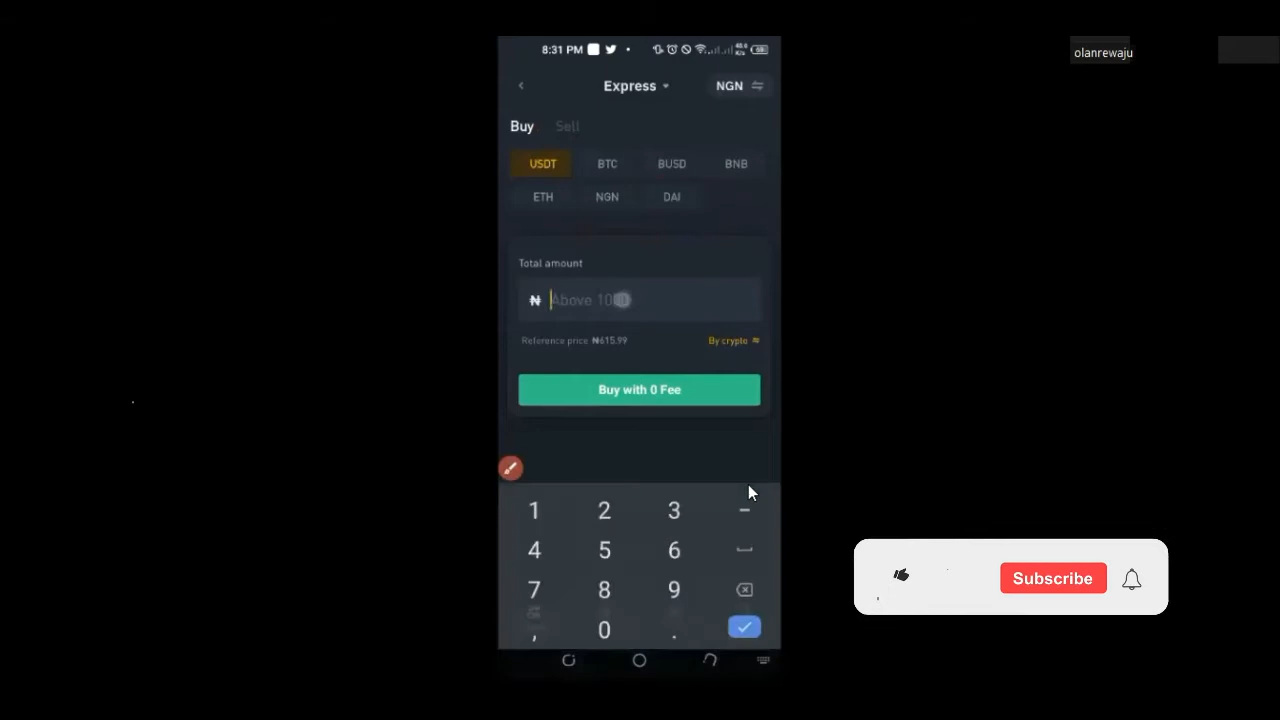 olanrewaju
8:31 PM
Express
NGN
Buy Sell
USDT BTC BUSD BNB
ETH NGN DAI
Total amount
₦ Above
Reference price ₦615.99
By crypto
Buy with 0 Fee
1 2 3 -
4 5 6
7 8 9
, 0 .
Subscribe